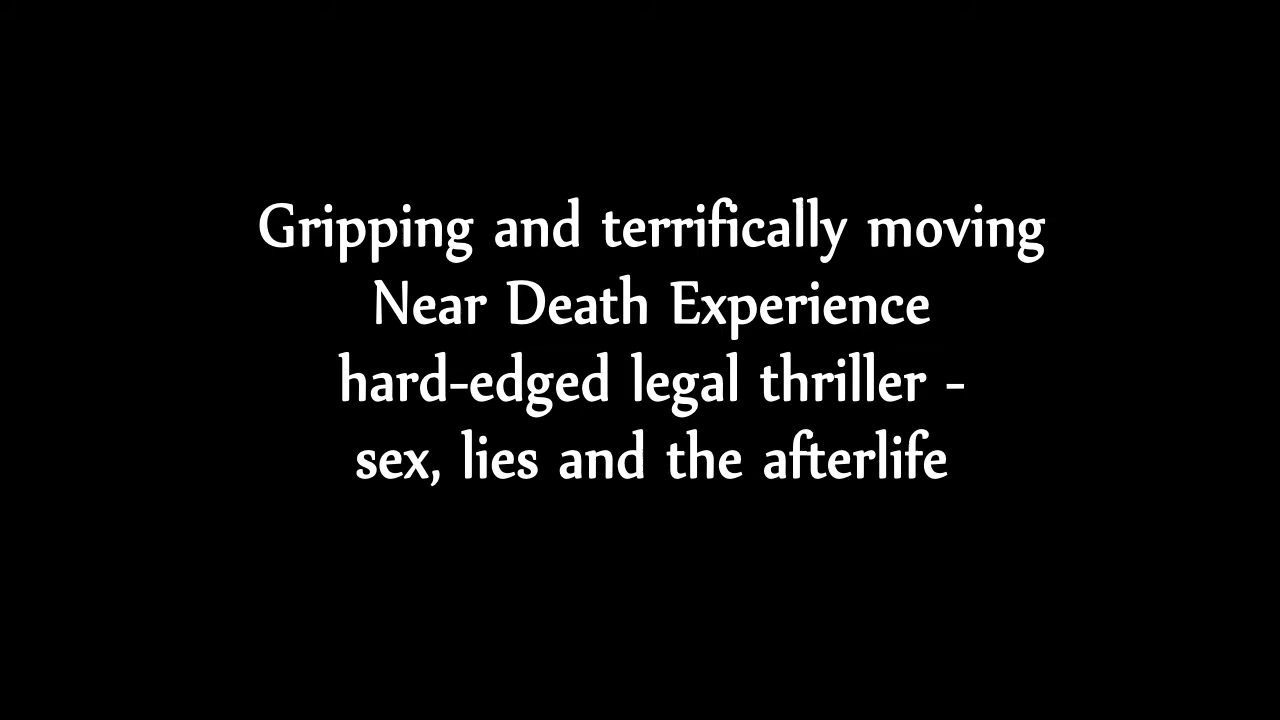 Gripping and terrifically moving
Near Death Experience
hard-edged legal thriller -
sex, lies and the afterlife